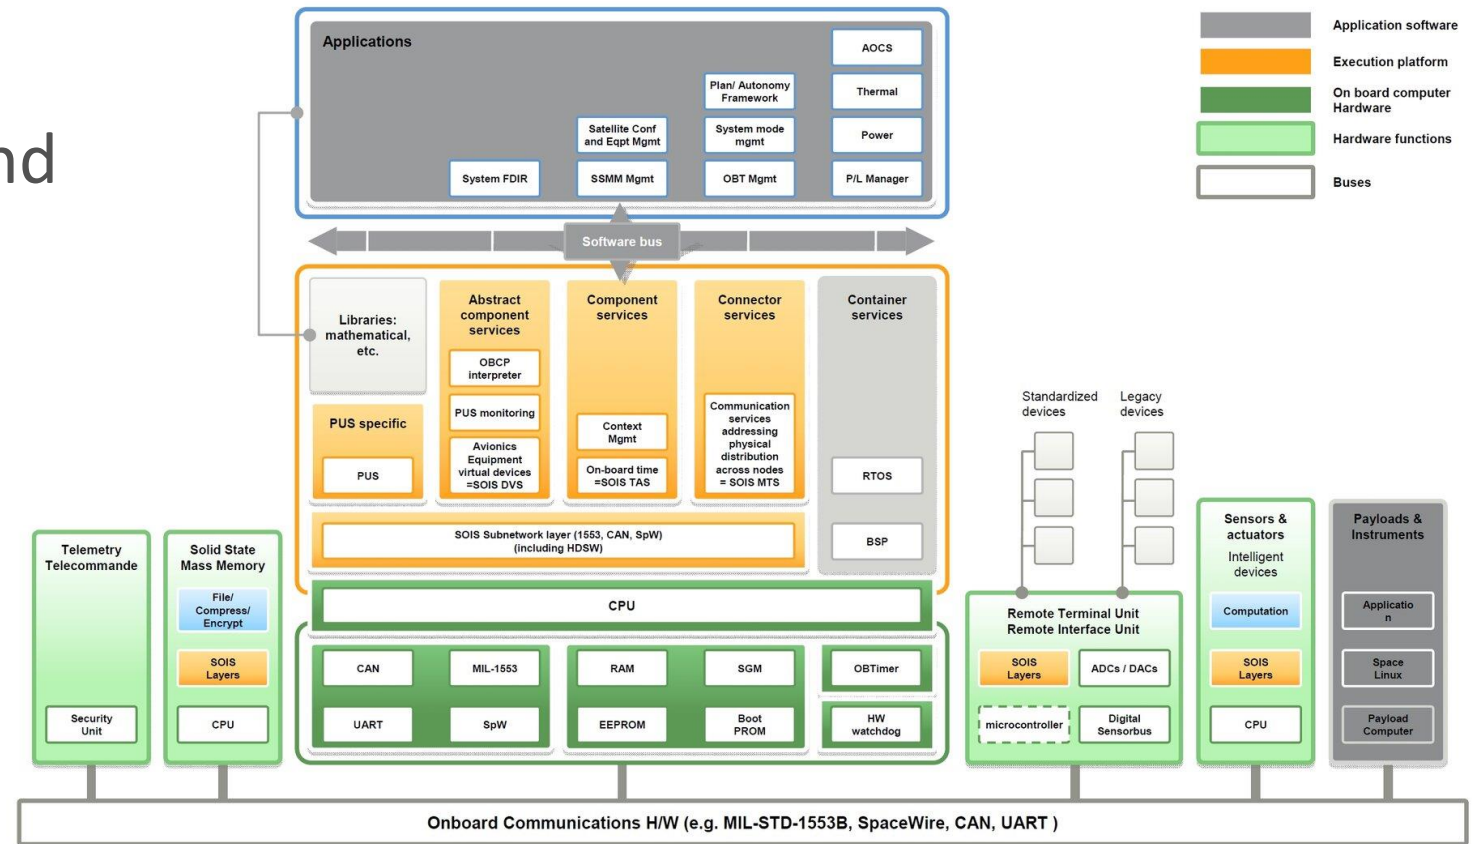 nd
Applications
AOCS
Plan/ Autonomy
Framework
Thermal
Satellite Conf
and Eqpt Mgmt
System mode
mgmt
Power
System FDIR
SSMM Mgmt
OBT Mgmt
P/L Manager
Application software
Execution platform
On board computer
Hardware
Hardware functions
Buses
Software bus
Libraries:
mathematical,
etc.
PUS specific
PUS
Abstract
component
services
OBCP
interpreter
PUS monitoring
Avionics
Equipment
virtual devices
=SOIS DVS
Component
services
Context
Mgmt
On-board time
=SOIS TAS
Connector
services
Communication
services
addressing
physical
distribution
across nodes
= SOIS MTS
Container
services
RTOS
BSP
SOIS Subnetwork layer (1553, CAN, SpW)
(including HDSW)
CPU
CAN
MIL-1553
UART
SpW
RAM
SGM
EEPROM
Boot
PROM
OBTimer
HW
watchdog
Telemetry
Telecommande
Security
Unit
Solid State
Mass Memory
File/
Compress/
Encrypt
SOIS
Layers
CPU
Standardized
devices
Legacy
devices
Remote Terminal Unit
Remote Interface Unit
SOIS
Layers
ADCs / DACs
microcontroller
Digital
Sensorbus
Sensors &
actuators
Intelligent
devices
Computation
SOIS
Layers
CPU
Payloads &
Instruments
Applicatio
n
Space
Linux
Payload
Computer
Onboard Communications H/W (e.g. MIL-STD-1553B, SpaceWire, CAN, UART )